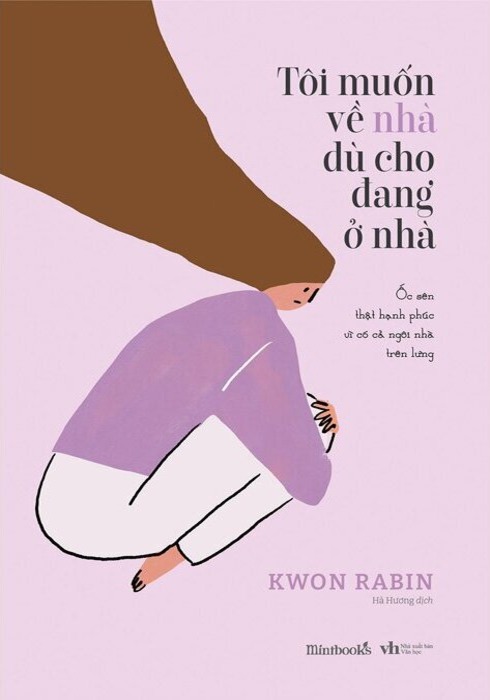 Tôi muốn
về nhà
dù cho
đang
ở nhà
Ốc sên
thật hạnh phúc
vì có cả ngôi nhà
trên lưng
KWON RABIN
Hà Hương dịch
mintbooks
vh
Nhà xuất bản
Văn học